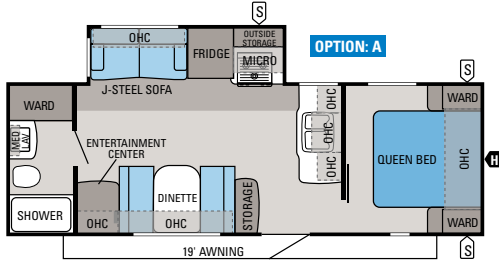 S
OHC
FRIDGE
OUTSIDE
STORAGE
MICRO
OPTION: A
J-STEEL SOFA
S
WARD
OHC
WARD
MED
LAV
OHC
ENTERTAINMENT
CENTER
QUEEN BED
OHC
H
OHC
DINETTE
STORAGE
SHOWER
OHC
OHC
WARD
19' AWNING
S